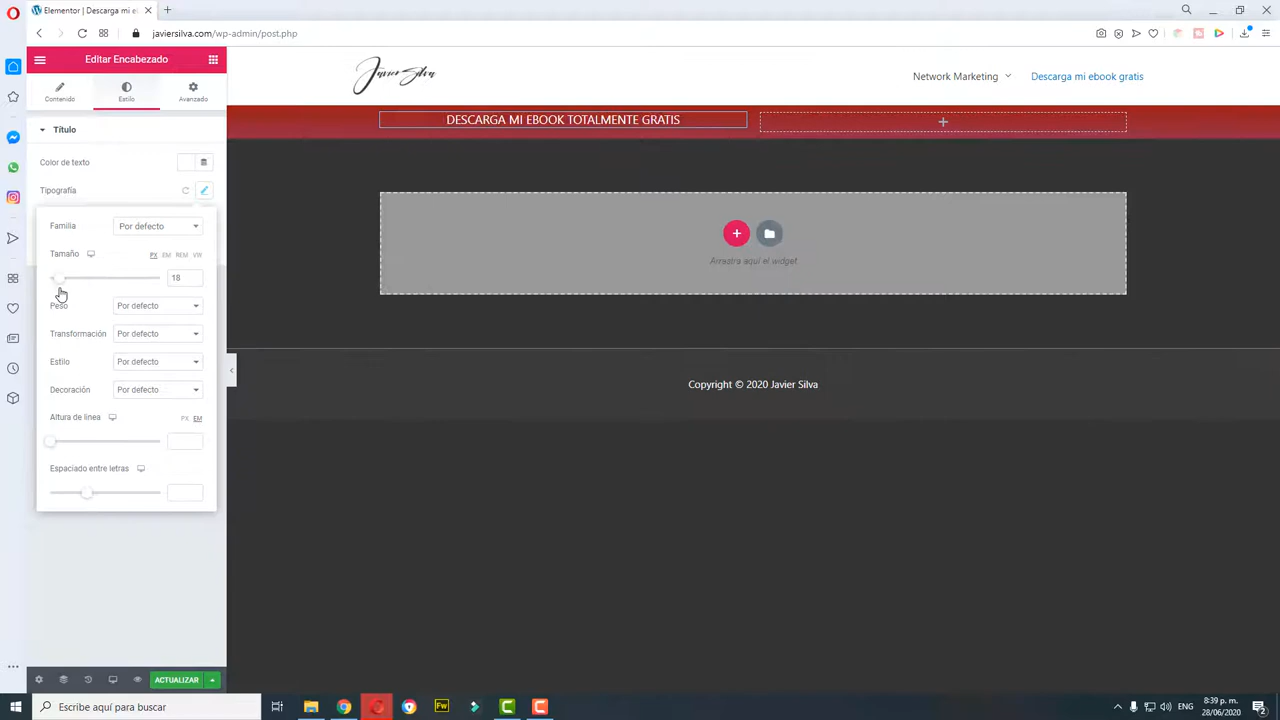 Elementor | Descarga mi e
javiersilva.com/wp-admin/post.php
Editar Encabezado
Contenido
Estilo
Avanzado
Título
Color de texto
Tipografía
Familia
Por defecto
Tamaño
PX EM REM VW
18
Peso
Por defecto
Transformación
Por defecto
Estilo
Por defecto
Decoración
Por defecto
Altura de línea
PX EM
Espaciado entre letras
ACTUALIZAR
Javier Silva
Network Marketing
Descarga mi ebook gratis
DESCARGA MI EBOOK TOTALMENTE GRATIS
Arrastra aquí el widget
Copyright © 2020 Javier Silva
Escribe aquí para buscar
Fw
8:39 p. m.
28/06/2020
2